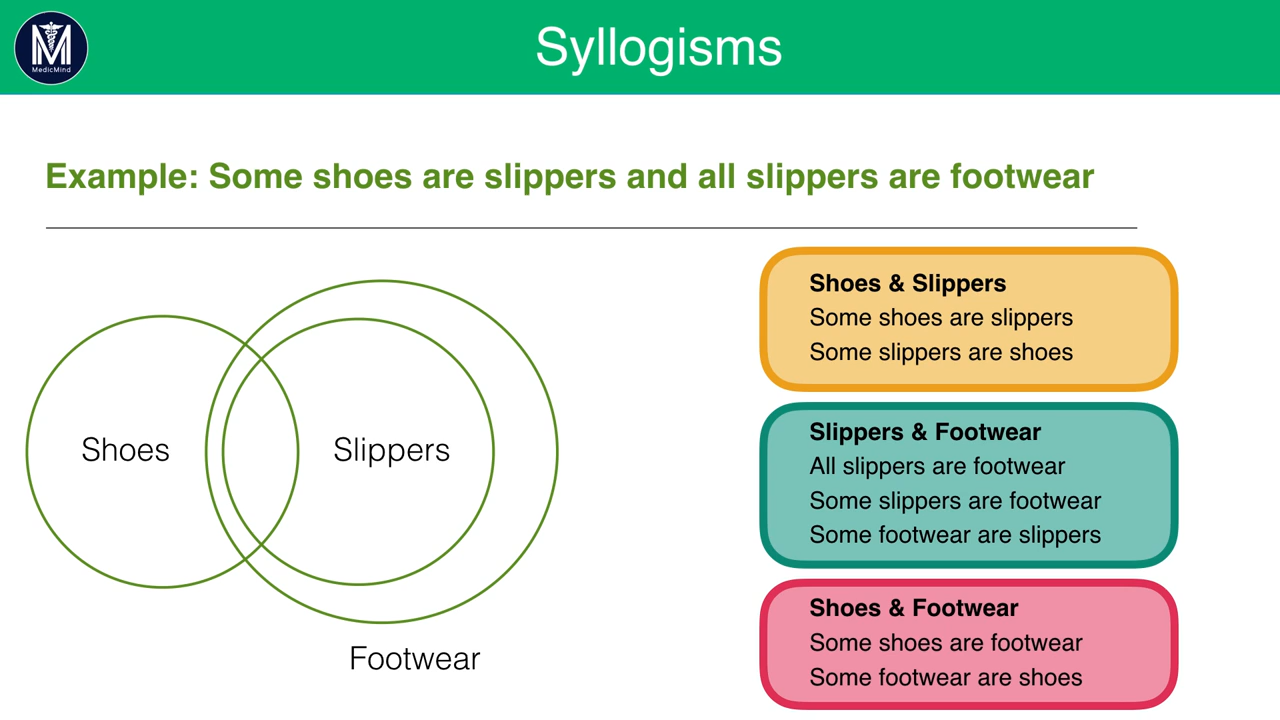 MedicMind
Syllogisms
Example: Some shoes are slippers and all slippers are footwear
Shoes
Slippers
Footwear
Shoes & Slippers
Some shoes are slippers
Some slippers are shoes
Slippers & Footwear
All slippers are footwear
Some slippers are footwear
Some footwear are slippers
Shoes & Footwear
Some shoes are footwear
Some footwear are shoes